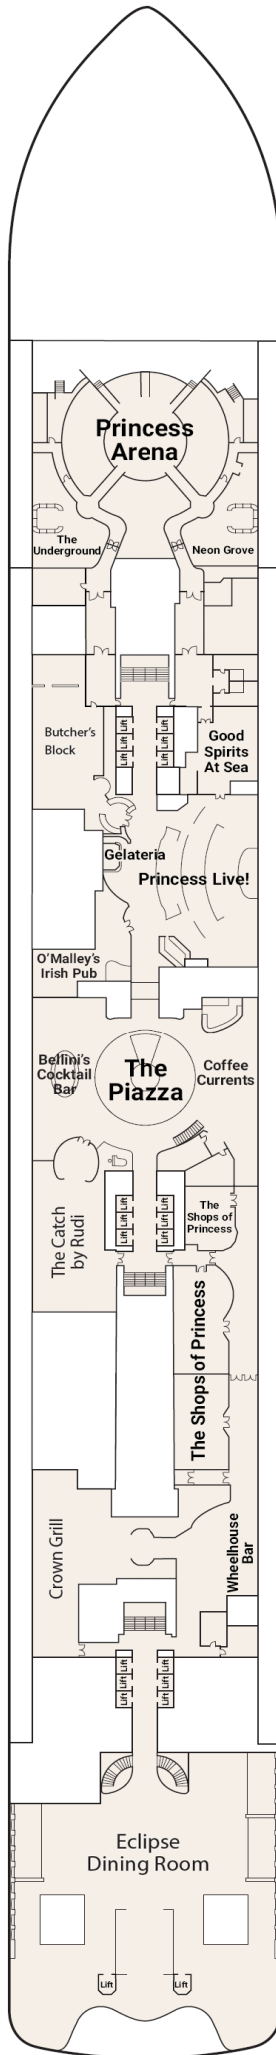 Princess
Arena
The
Underground
Neon Grove
Butcher's
Block
Lift
Lift
Lift
Lift
Lift
Lift
Good
Spirits
At Sea
Gelateria
Princess Live!
O'Malley's
Irish Pub
Bellini's
Cocktail
Bar
The
Piazza
Coffee
Currents
The Catch
by Rudi
Lift
Lift
Lift
Lift
Lift
Lift
The
Shops of
Princess
The Shops of Princess
Crown Grill
Wheelhouse
Bar
Lift
Lift
Lift
Lift
Lift
Lift
Eclipse
Dining Room
Lift
Lift